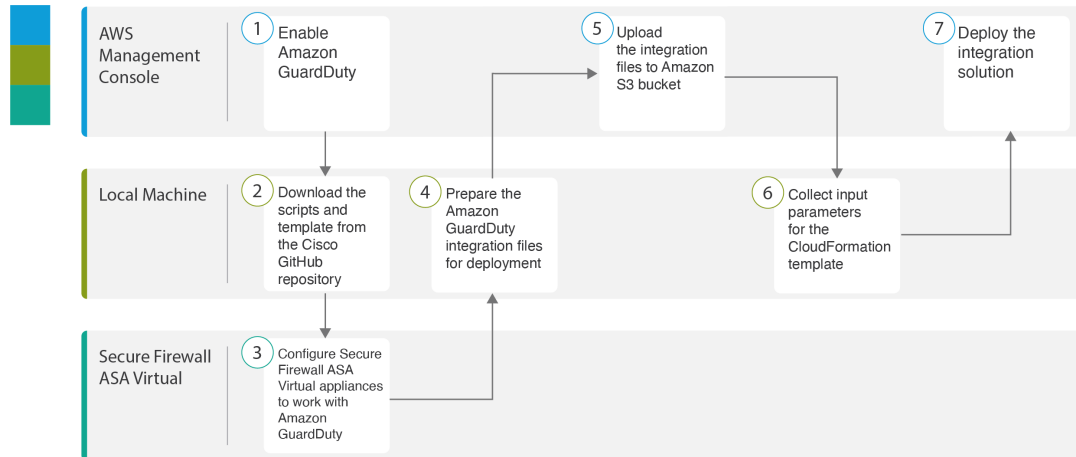 AWS
Management
Console
1
Enable
Amazon
GuardDuty
5
Upload
the integration
files to Amazon
S3 bucket
7
Deploy the
integration
solution
Local Machine
2
Download the
scripts and
template from
the Cisco
GitHub
repository
4
Prepare the
Amazon
GuardDuty
integration files
for deployment
6
Collect input
parameters
for the
CloudFormation
template
Secure Firewall
ASA Virtual
3
Configure Secure
Firewall ASA
Virtual appliances
to work with
Amazon
GuardDuty